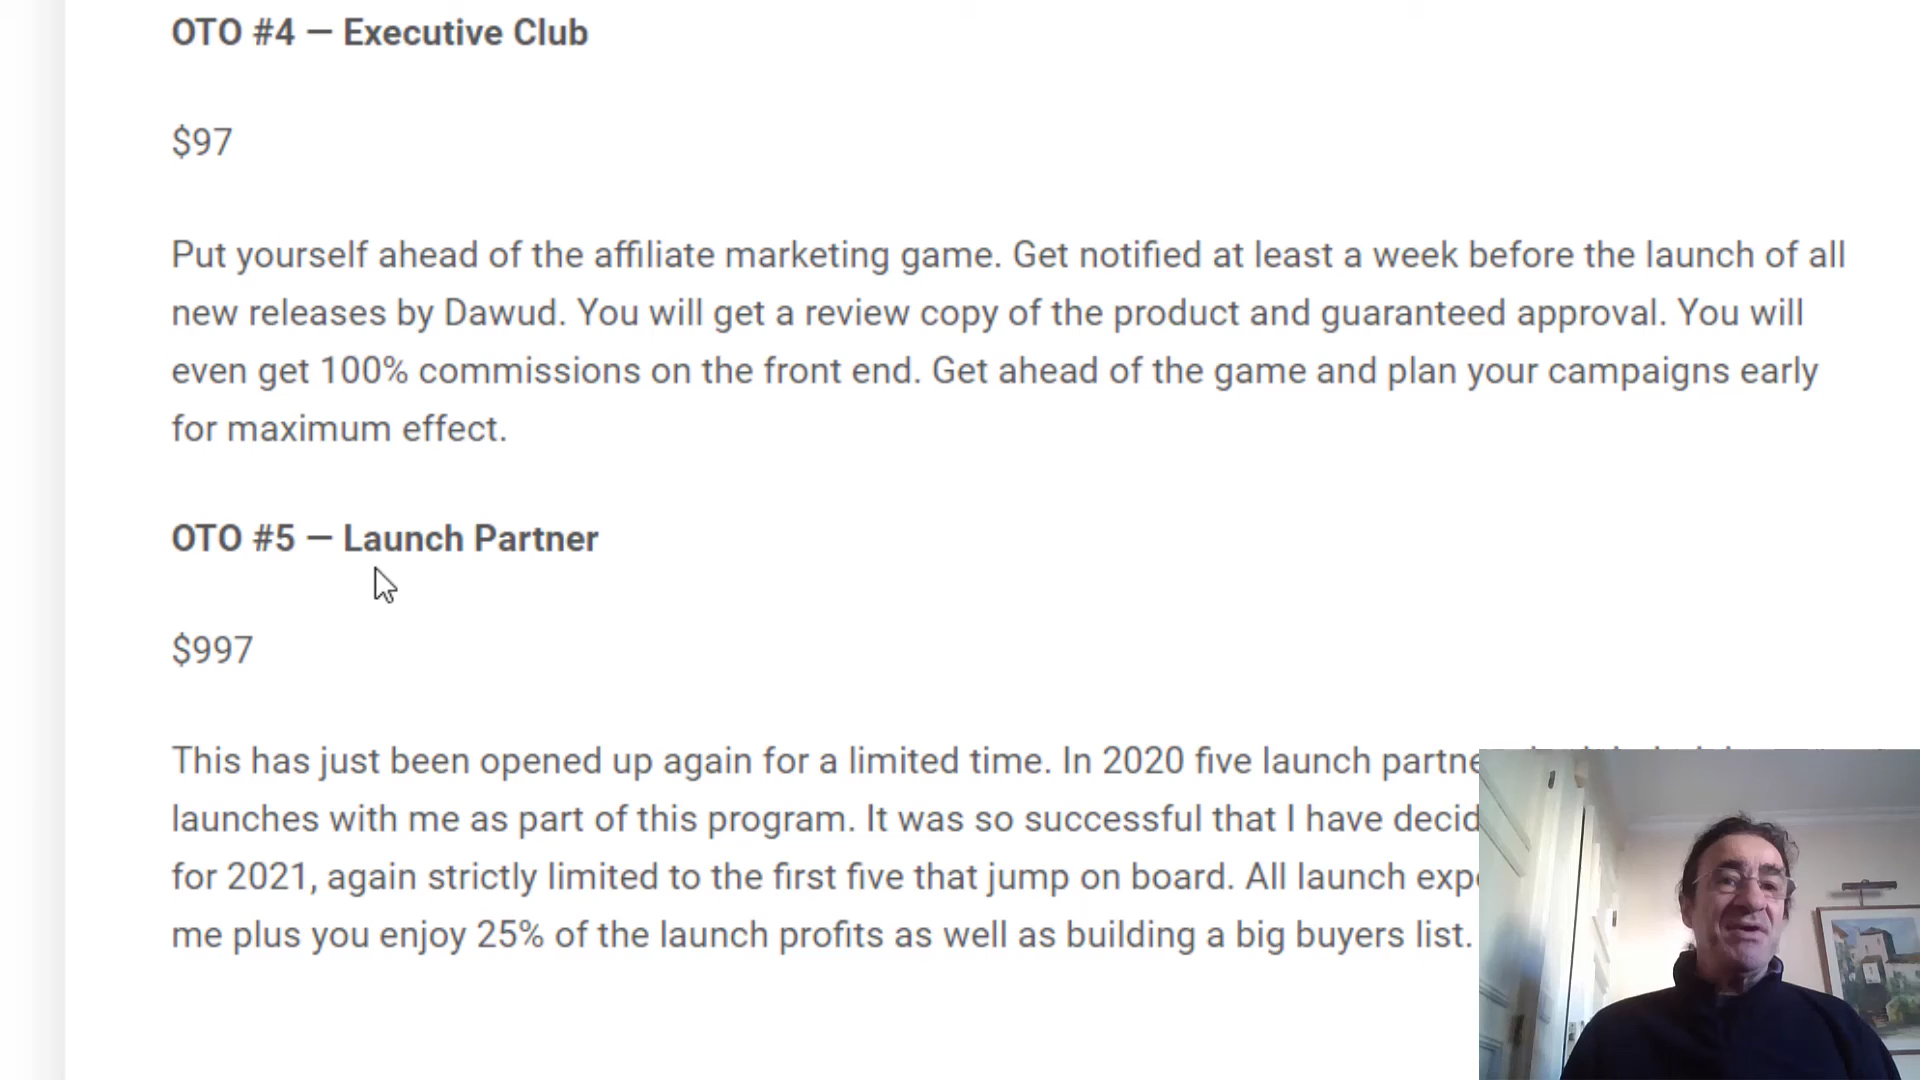 OTO #4 — Executive Club
$97
Put yourself ahead of the affiliate marketing game. Get notified at least a week before the launch of all
new releases by Dawud. You will get a review copy of the product and guaranteed approval. You will
even get 100% commissions on the front end. Get ahead of the game and plan your campaigns early
for maximum effect.
OTO #5 — Launch Partner
$997
This has just been opened up again for a limited time. In 2020 five launch
launches with me as part of this program. It was so successful that I have
for 2021, again strictly limited to the first five that jump on board. All launch
me plus you enjoy 25% of the launch profits as well as building a big buyers list.